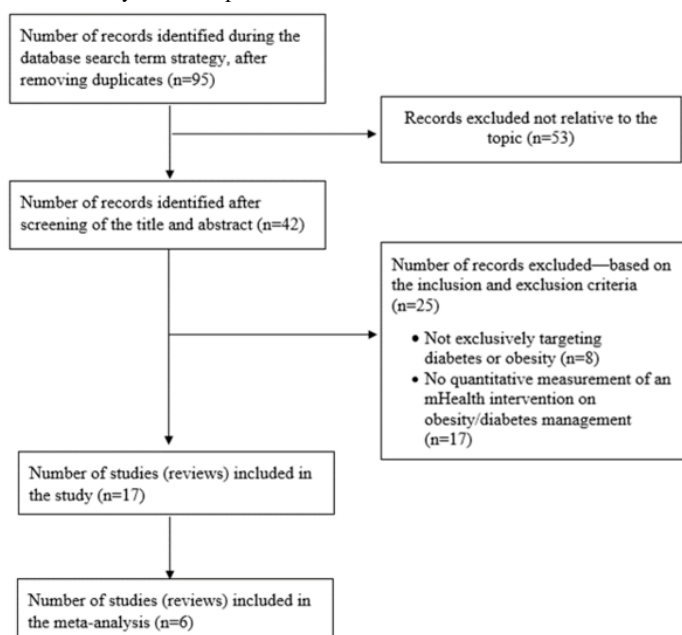 Number of records identified during the
database search term strategy, after
removing duplicates (n=95)
Records excluded not relative to the
topic (n=53)
Number of records identified after
screening of the title and abstract (n=42)
Number of records excluded—based on
the inclusion and exclusion criteria
(n=25)
• Not exclusively targeting
diabetes or obesity (n=8)
• No quantitative measurement of an
mHealth intervention on
obesity/diabetes management
(n=17)
Number of studies (reviews) included in
the study (n=17)
Number of studies (reviews) included in
the meta-analysis (n=6)